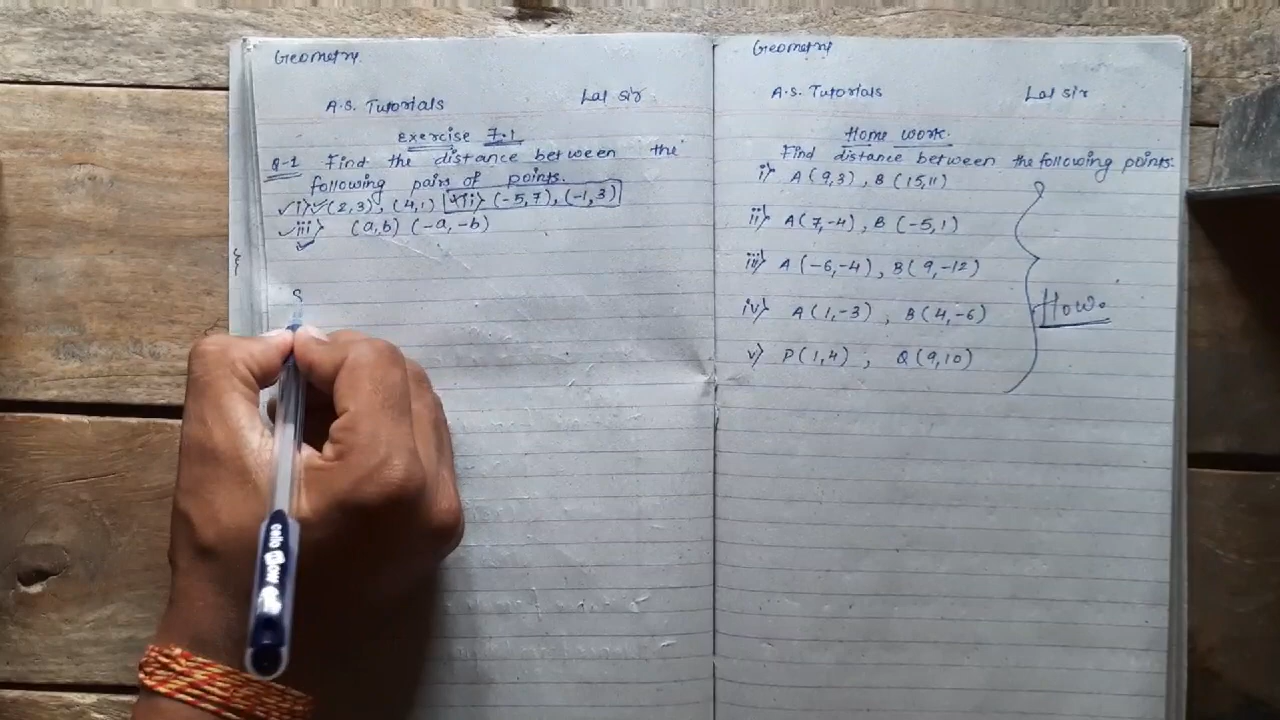 Geometry.
A.S. Tutorials Lal Sir
Exercise 7.1
Q-1 Find the distance between the
following pairs of points.
i) (2,3), (4,1) ii) (-5,7), (-1,3)
iii) (a,b) (-a,-b)
S
cello
Geometry
A.S. Tutorials Lal Sir
Home work.
Find distance between the following points.
i) A(9,3), B(15,11)
ii) A(7,-4), B(-5,1)
iii) A(-6,-4), B(9,-12)
iv) A(1,-3), B(4,-6)
v) P(1,4), Q(9,10)